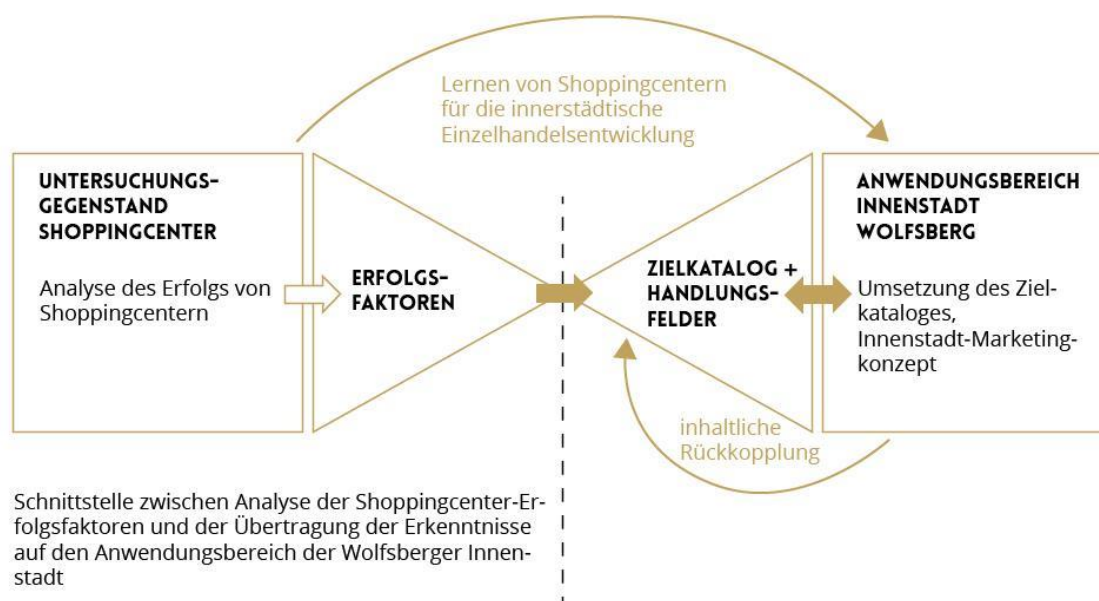 Lernen von Shoppingcentern
für die innerstädtische
Einzelhandelsentwicklung
UNTERSUCHUNGS-
GEGENSTAND
SHOPPINGCENTER
Analyse des Erfolgs von
Shoppingcentern
ERFOLGS-
FAKTOREN
ZIELKATALOG +
HANDLUNGS-
FELDER
ANWENDUNGSBEREICH
INNENSTADT
WOLFSBERG
Umsetzung des Ziel-
kataloges,
Innenstadt-Marketing-
konzept
inhaltliche
Rückkopplung
Schnittstelle zwischen Analyse der Shoppingcenter-Er-
folgsfaktoren und der Übertragung der Erkenntnisse
auf den Anwendungsbereich der Wolfsberger Innen-
stadt